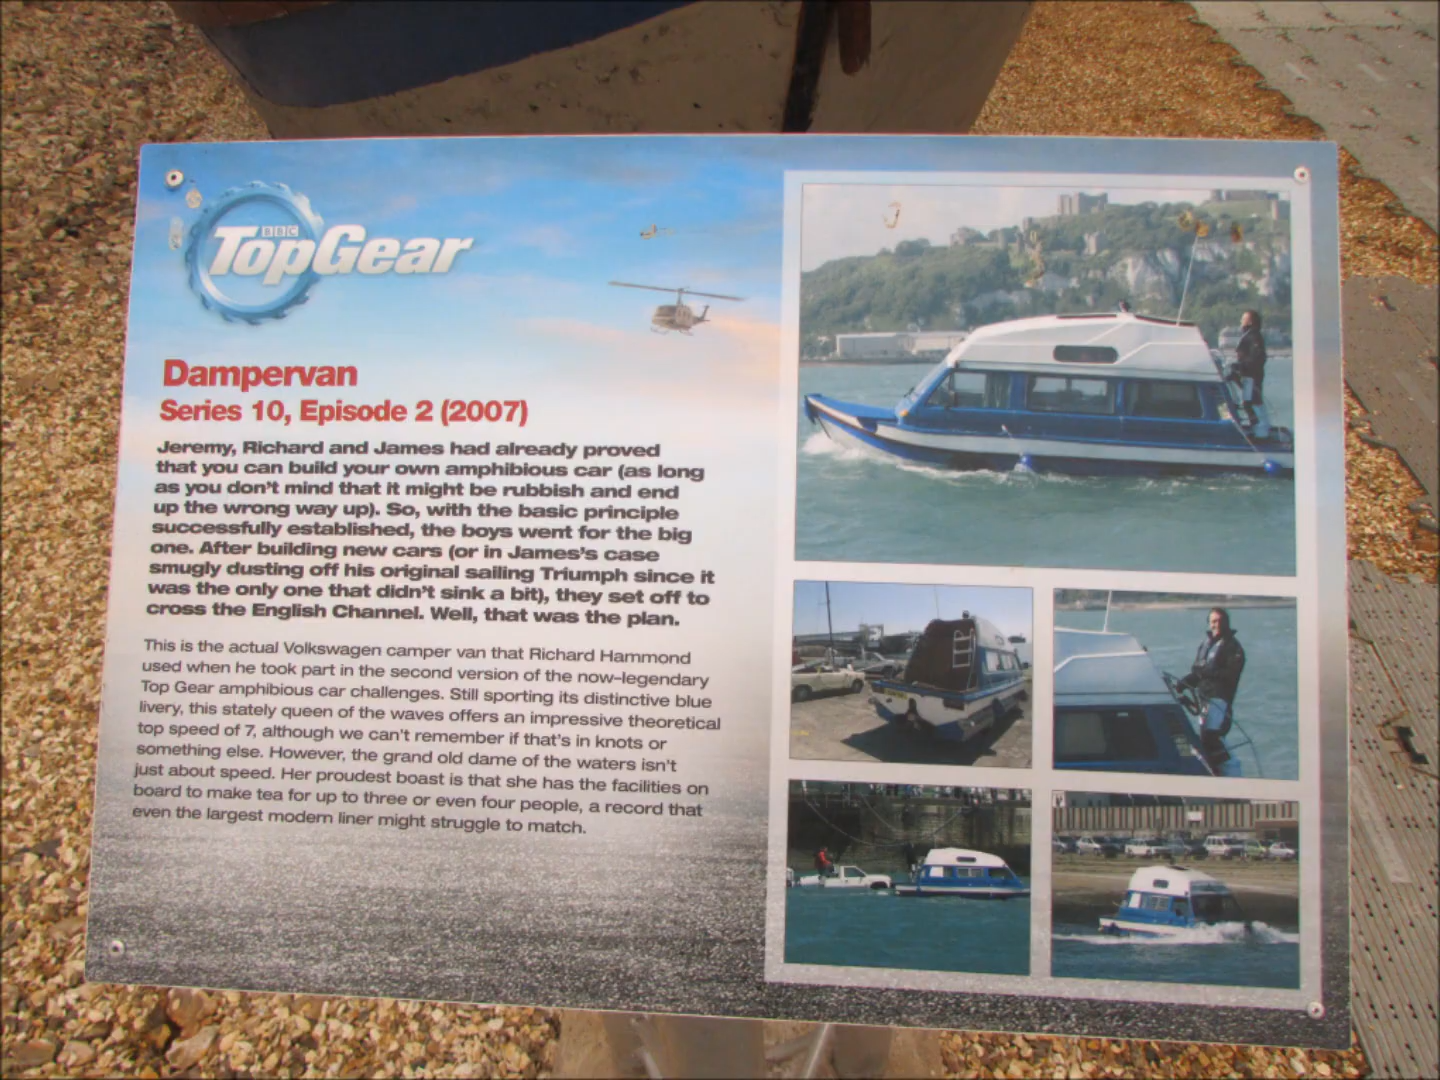 BBC
TopGear
Dampervan
Series 10, Episode 2 (2007)
Jeremy, Richard and James had already proved
that you can build your own amphibious car (as long
as you don't mind that it might be rubbish and end
up the wrong way up). So, with the basic principle
successfully established, the boys went for the big
one. After building new cars (or in James's case
smugly dusting off his original sailing Triumph since it
was the only one that didn't sink a bit), they set off to
cross the English Channel. Well, that was the plan.
This is the actual Volkswagen camper van that Richard Hammond
used when he took part in the second version of the now-legendary
Top Gear amphibious car challenges. Still sporting its distinctive blue
livery, this stately queen of the waves offers an impressive theoretical
top speed of 7, although we can't remember if that's in knots or
something else. However, the grand old dame of the waters isn't
just about speed. Her proudest boast is that she has the facilities on
board to make tea for up to three or even four people, a record that
even the largest modern liner might struggle to match.